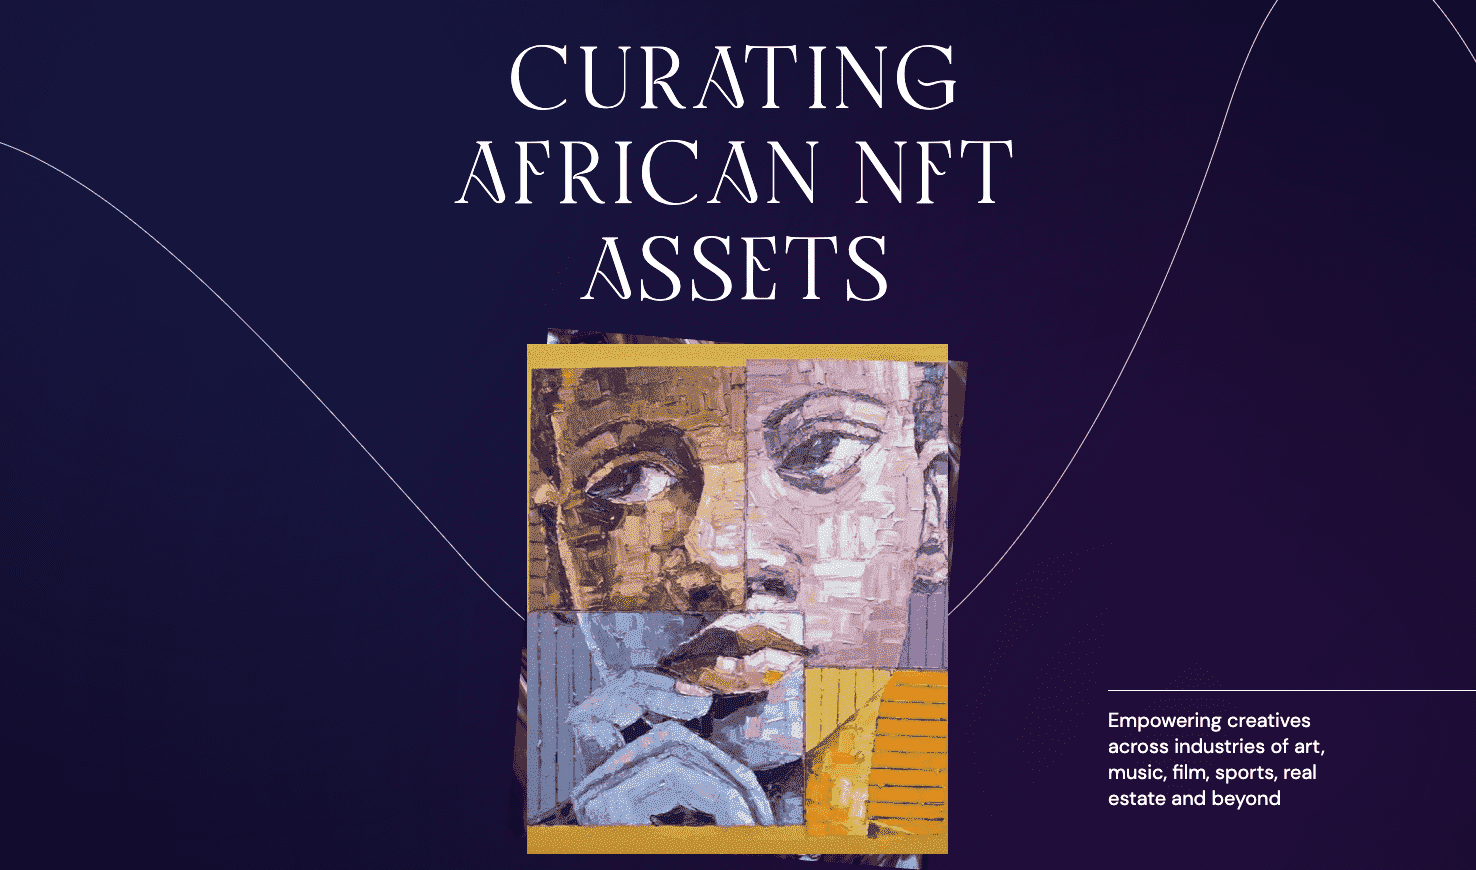 CURATING
AFRICAN NFT
ASSETS
Empowering creatives
across industries of art,
music, film, sports, real
estate and beyond